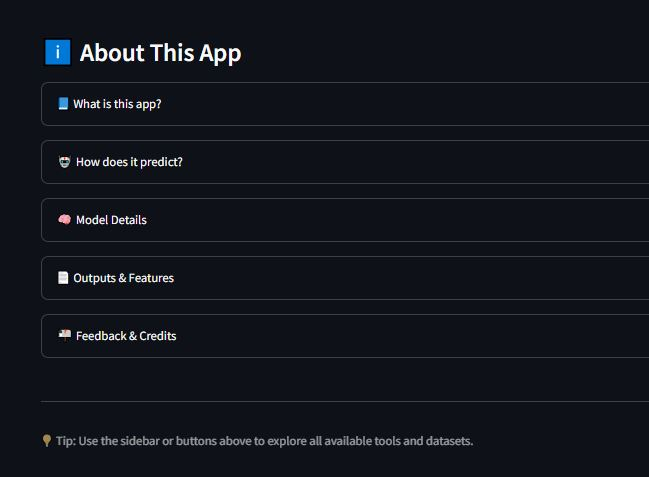 ℹ️ About This App
📘 What is this app?
🤖 How does it predict?
🧠 Model Details
📄 Outputs & Features
📬 Feedback & Credits
💡 Tip: Use the sidebar or buttons above to explore all available tools and datasets.